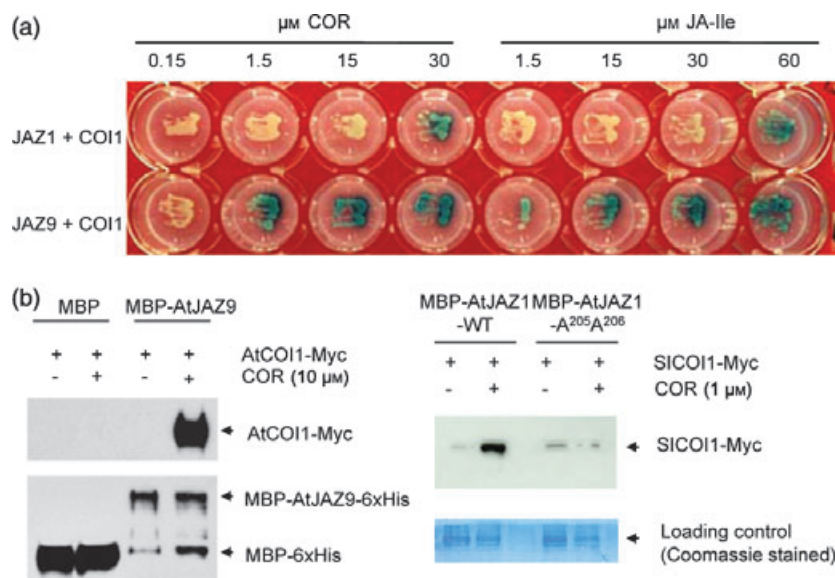 (a)
µM COR
µM JA-Ile
0.15 1.5 15 30 1.5 15 30 60
JAZ1 + COI1
JAZ9 + COI1
(b)
MBP MBP-AtJAZ9
+ + + + AtCOI1-Myc
- + - + COR (10 µM)
AtCOI1-Myc
MBP-AtJAZ9-6xHis
MBP-6xHis
MBP-AtJAZ1 MBP-AtJAZ1
-WT -A²⁰⁵A²⁰⁶
+ + + + SlCOI1-Myc
- + - + COR (1 µM)
SlCOI1-Myc
Loading control
(Coomassie stained)